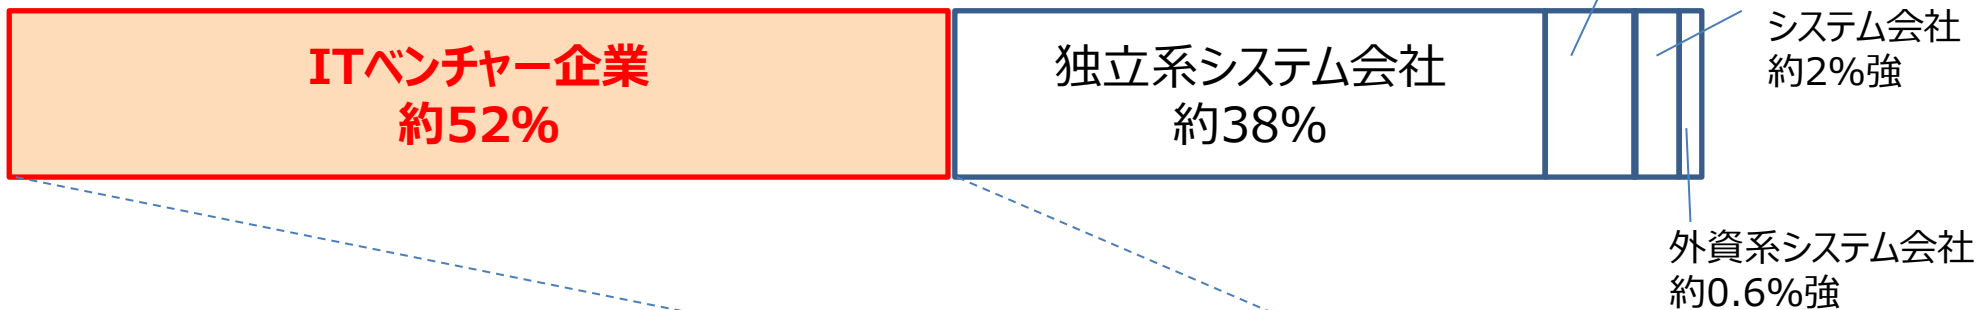 ITベンチャー企業
約52%
独立系システム会社
約38%
システム会社
約2%強
外資系システム会社
約0.6%強